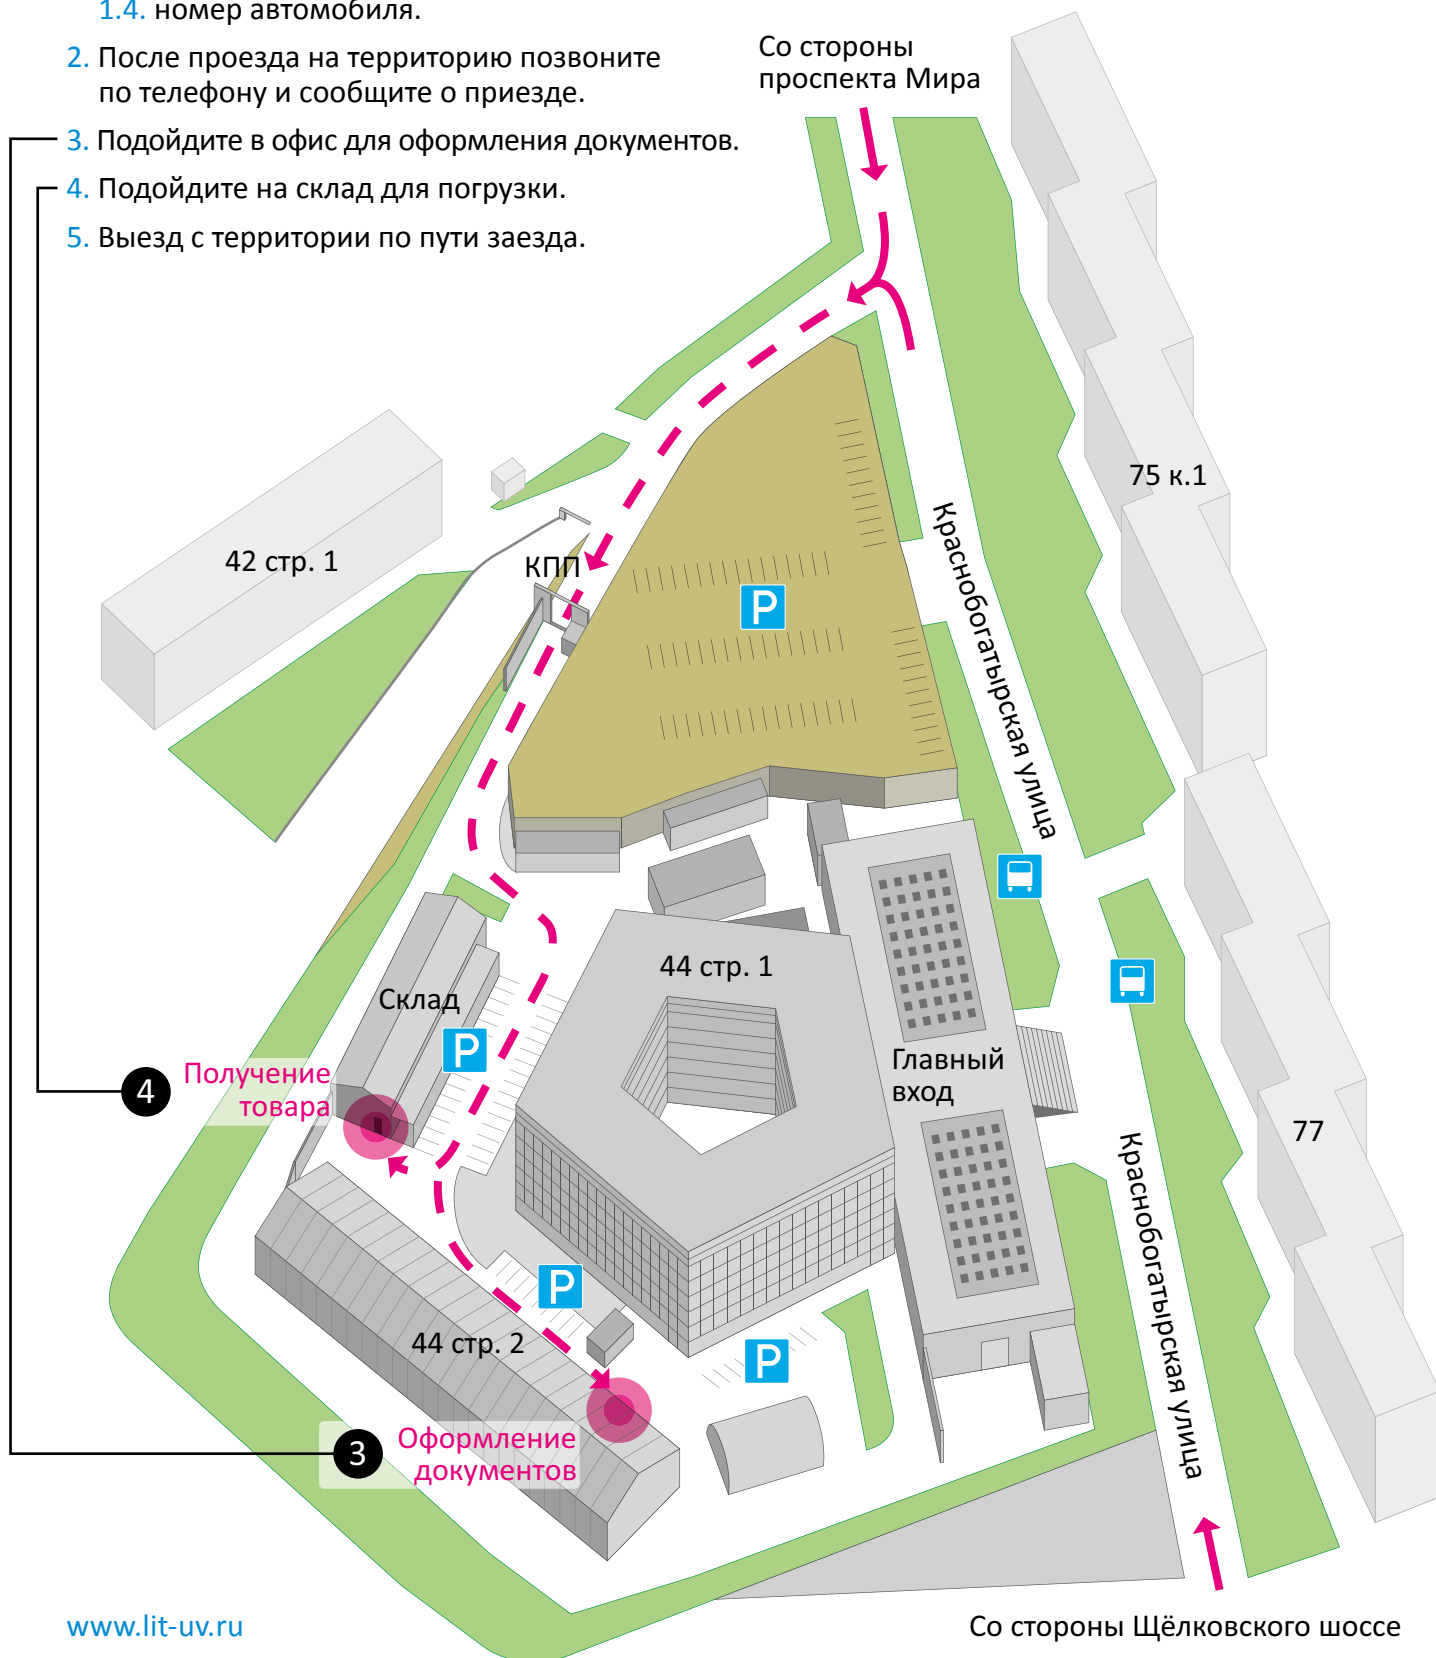 1.4. номер автомобиля.
2. После проезда на территорию позвоните
по телефону и сообщите о приезде.
3. Подойдите в офис для оформления документов.
4. Подойдите на склад для погрузки.
5. Выезд с территории по пути заезда.
Со стороны
проспекта Мира
75 к.1
42 стр. 1
КПП
P
Краснобогатырская улица
44 стр. 1
Склад
P
Главный
вход
4
Получение
товара
77
Краснобогатырская улица
P
44 стр. 2
P
3
Оформление
документов
www.lit-uv.ru
Со стороны Щёлковского шоссе